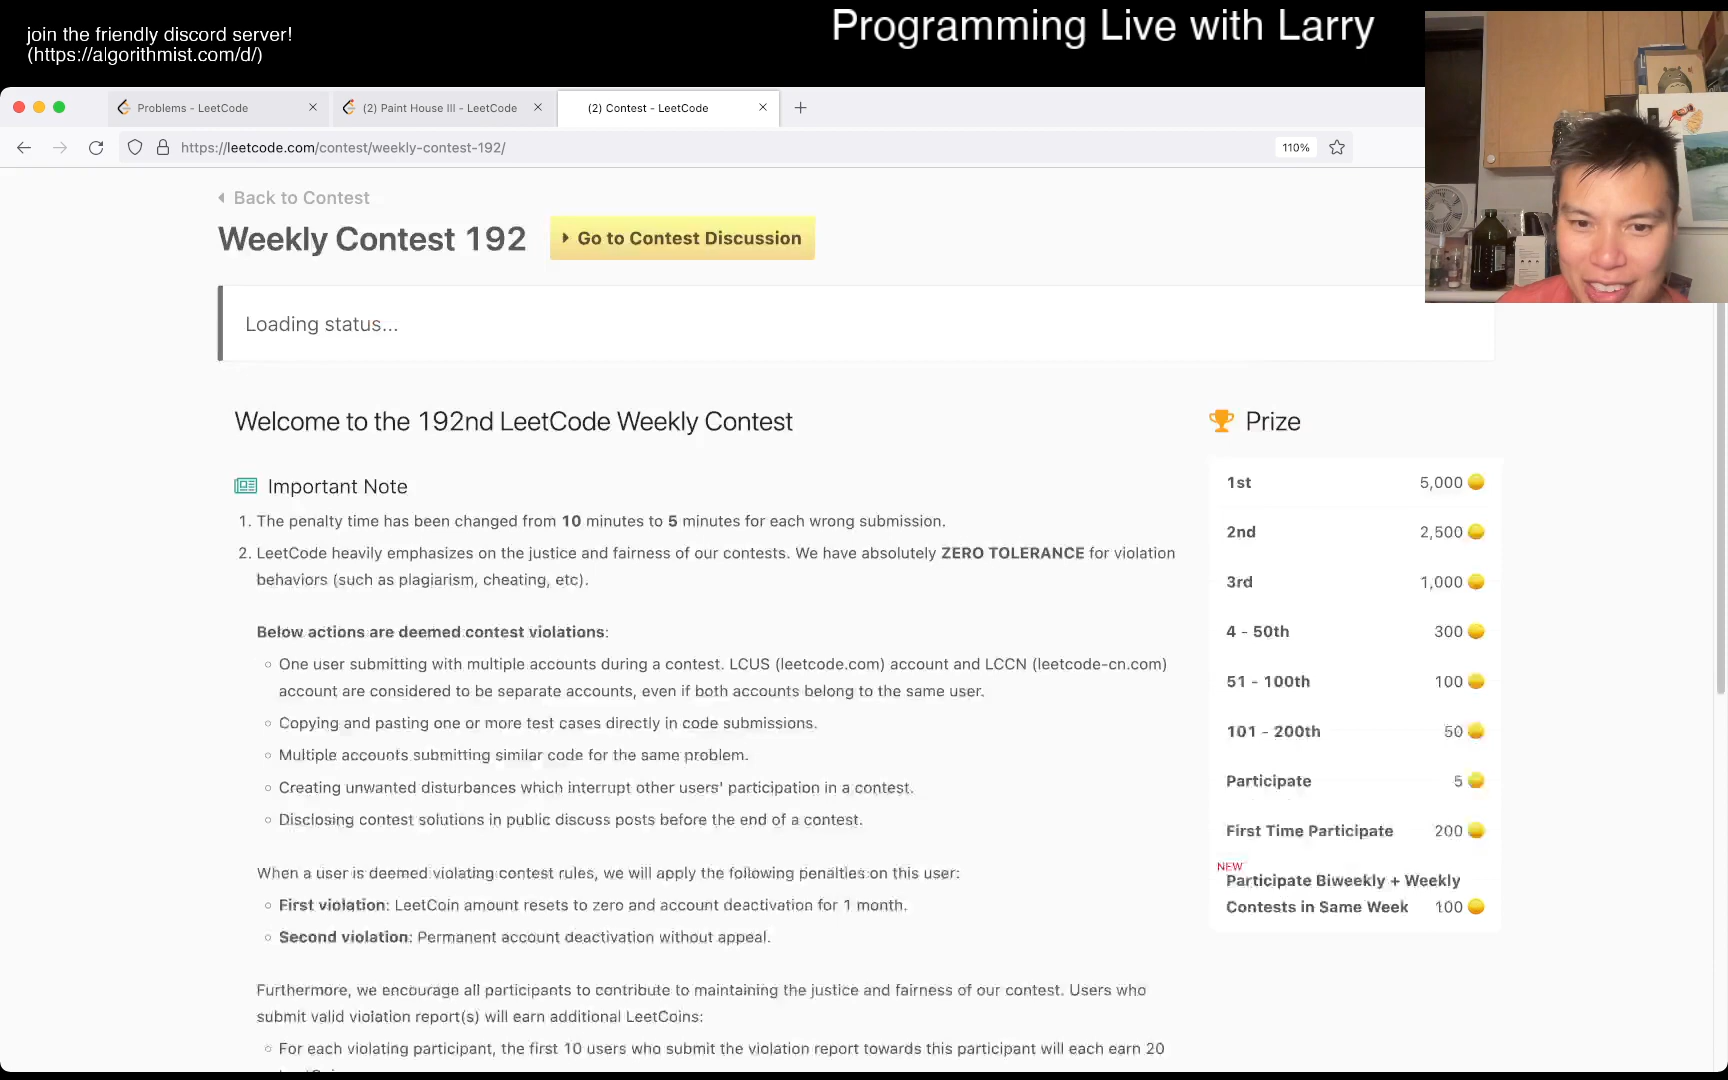 join the friendly discord server!
(https://algorithmist.com/d/)
Programming Live with Larry
Problems - LeetCode
(2) Paint House III - LeetCode
(2) Contest - LeetCode
https://leetcode.com/contest/weekly-contest-192/
110%
Back to Contest
Weekly Contest 192
Go to Contest Discussion
Loading status...
Welcome to the 192nd LeetCode Weekly Contest
Important Note
1. The penalty time has been changed from 10 minutes to 5 minutes for each wrong submission.
2. LeetCode heavily emphasizes on the justice and fairness of our contests. We have absolutely ZERO TOLERANCE for violation
behaviors (such as plagiarism, cheating, etc).
Below actions are deemed contest violations:
One user submitting with multiple accounts during a contest. LCUS (leetcode.com) account and LCCN (leetcode-cn.com)
account are considered to be separate accounts, even if both accounts belong to the same user.
Copying and pasting one or more test cases directly in code submissions.
Multiple accounts submitting similar code for the same problem.
Creating unwanted disturbances which interrupt other users' participation in a contest.
Disclosing contest solutions in public discuss posts before the end of a contest.
When a user is deemed violating contest rules, we will apply the following penalties on this user:
First violation: LeetCoin amount resets to zero and account deactivation for 1 month.
Second violation: Permanent account deactivation without appeal.
Furthermore, we encourage all participants to contribute to maintaining the justice and fairness of our contest. Users who
submit valid violation report(s) will earn additional LeetCoins:
For each violating participant, the first 10 users who submit the violation report towards this participant will each earn 20
Prize
1st 5,000
2nd 2,500
3rd 1,000
4 - 50th 300
51 - 100th 100
101 - 200th 50
Participate 5
First Time Participate 200
NEW
Participate Biweekly + Weekly
Contests in Same Week 100